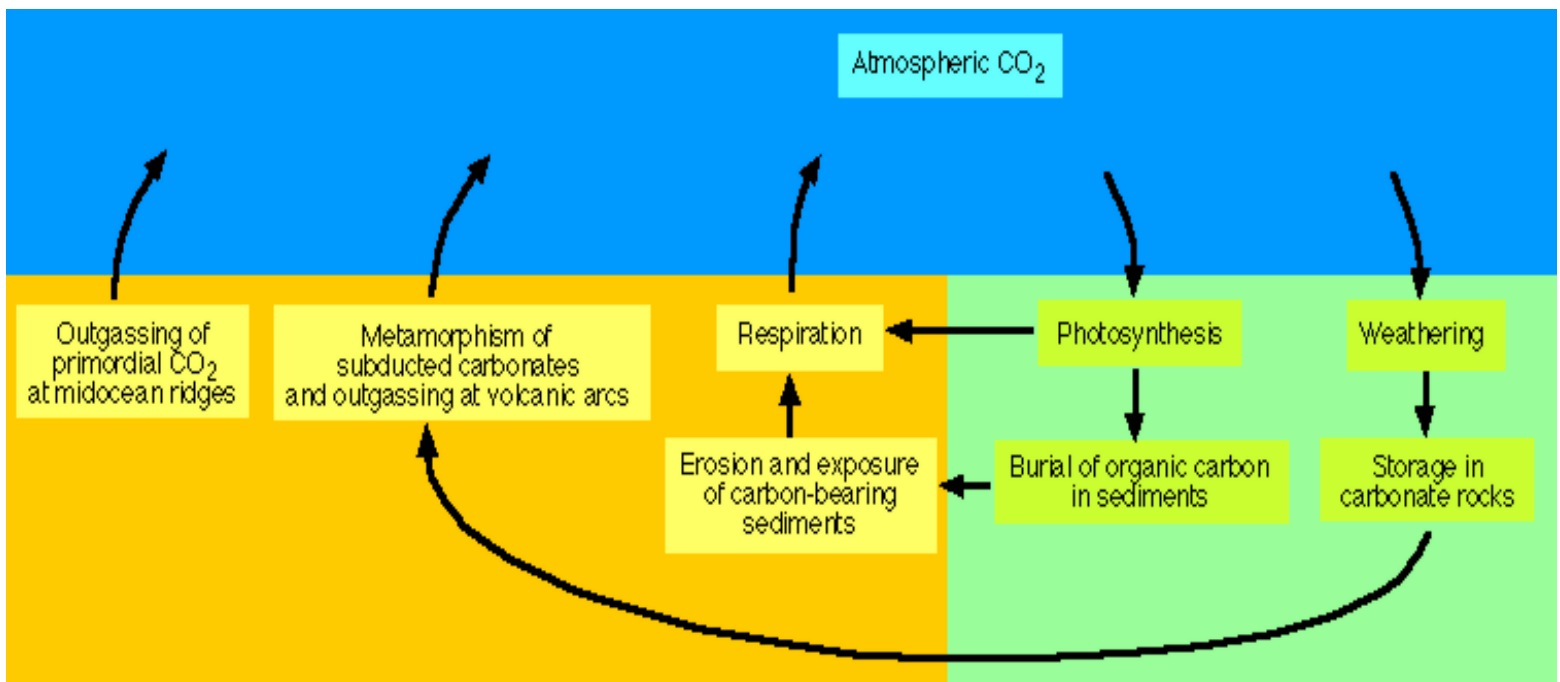 Atmospheric CO₂
Outgassing of
primordial CO₂
at midocean ridges
Metamorphism of
subducted carbonates
and outgassing at volcanic arcs
Respiration
Photosynthesis
Weathering
Erosion and exposure
of carbon-bearing
sediments
Burial of organic carbon
in sediments
Storage in
carbonate rocks